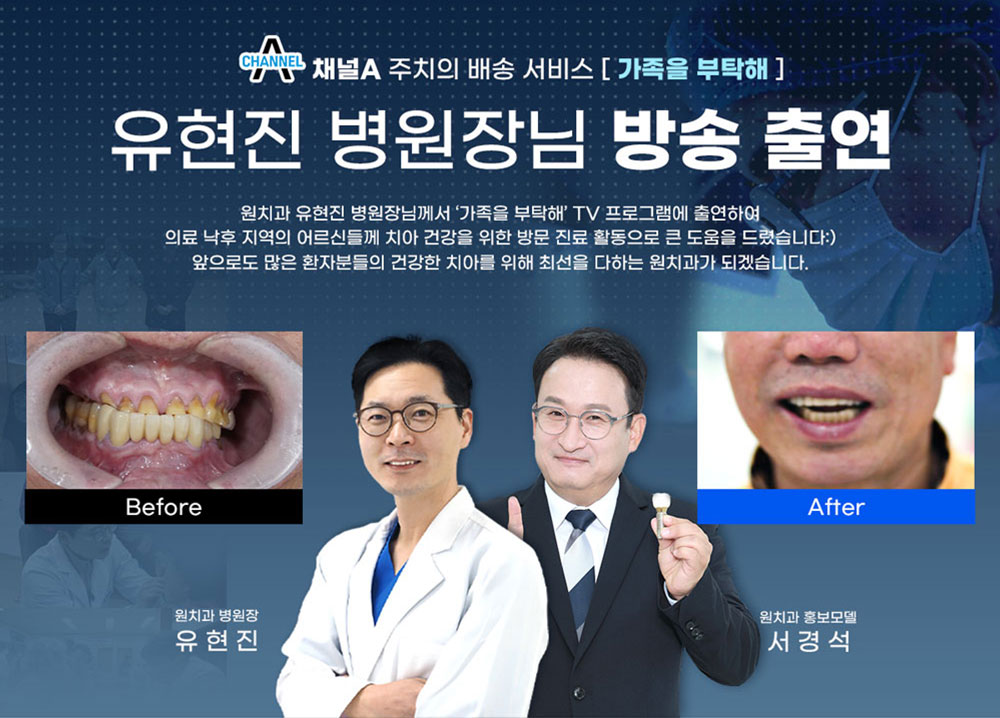 CHANNEL A 채널A 주치의 배송 서비스 [ 가족을 부탁해 ]
유현진 병원장님 방송 출연
원치과 유현진 병원장님께서 ‘가족을 부탁해’ TV 프로그램에 출연하여
의료 낙후 지역의 어르신들께 치아 건강을 위한 방문 진료 활동으로 큰 도움을 드렸습니다:)
앞으로도 많은 환자분들의 건강한 치아를 위해 최선을 다하는 원치과가 되겠습니다.
Before
After
원치과 병원장
유현진
원치과 홍보모델
서경석